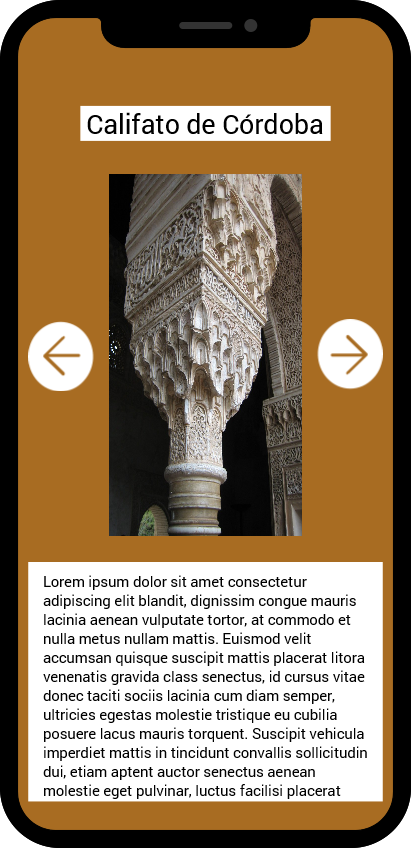 Califato de Córdoba
Lorem ipsum dolor sit amet consectetur
adipiscing elit blandit, dignissim congue mauris
lacinia aenean vulputate tortor, at commodo et
nulla metus nullam mattis. Euismod velit
accumsan quisque suscipit mattis placerat litora
venenatis gravida class senectus, id cursus vitae
donec taciti sociis lacinia cum diam semper,
ultricies egestas molestie tristique eu cubilia
posuere lacus mauris torquent. Suscipit vehicula
imperdiet mattis in tincidunt convallis sollicitudin
dui, etiam aptent auctor senectus aenean
molestie eget pulvinar, luctus facilisi placerat